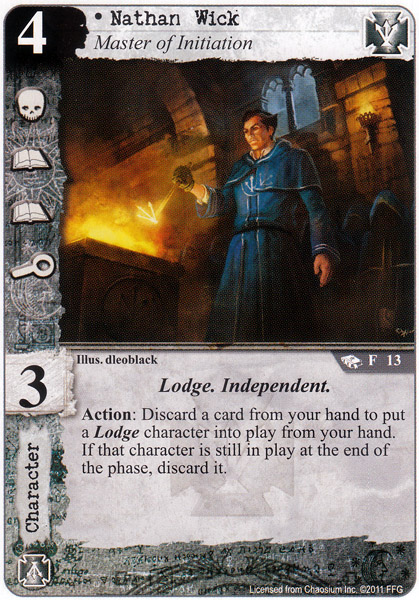 4
• Nathan Wick
Master of Initiation
Illus. dleoblack
F 13
3
Lodge. Independent.
Action: Discard a card from your hand to put
a Lodge character into play from your hand.
If that character is still in play at the end of
the phase, discard it.
Character
Licensed from Chaosium Inc. ©2011 FFG